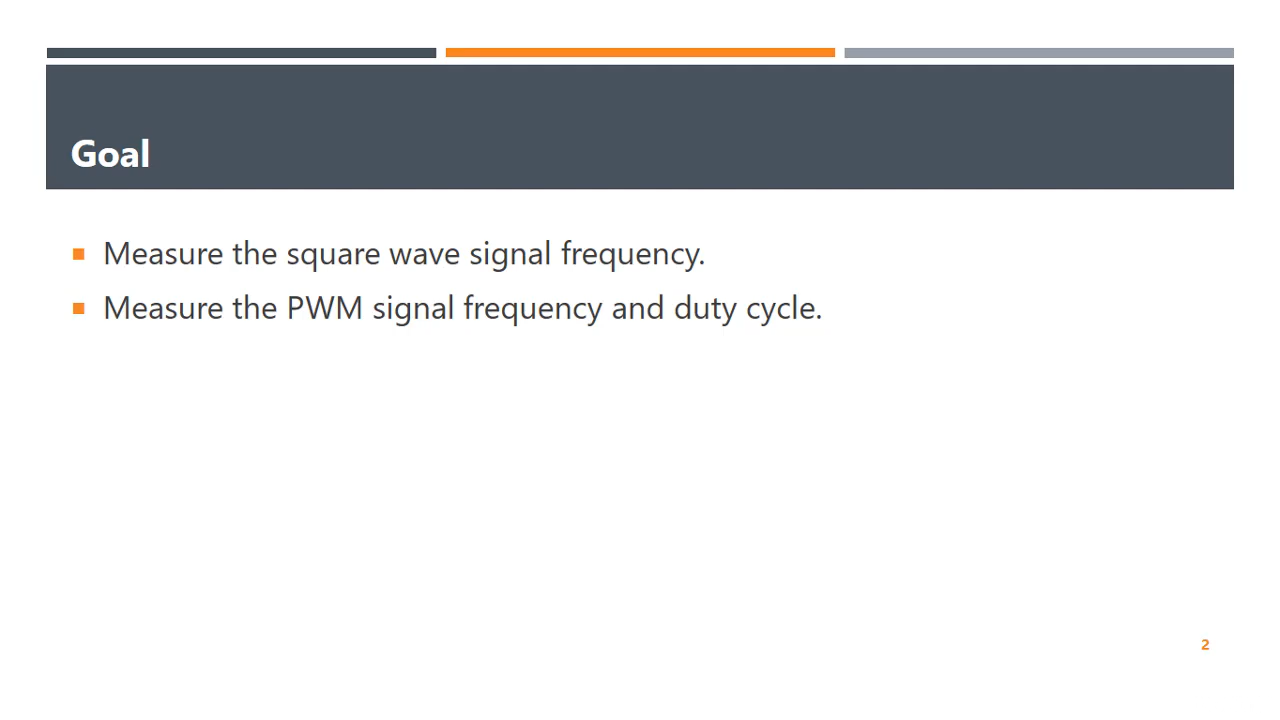 Goal
Measure the square wave signal frequency.
Measure the PWM signal frequency and duty cycle.
2